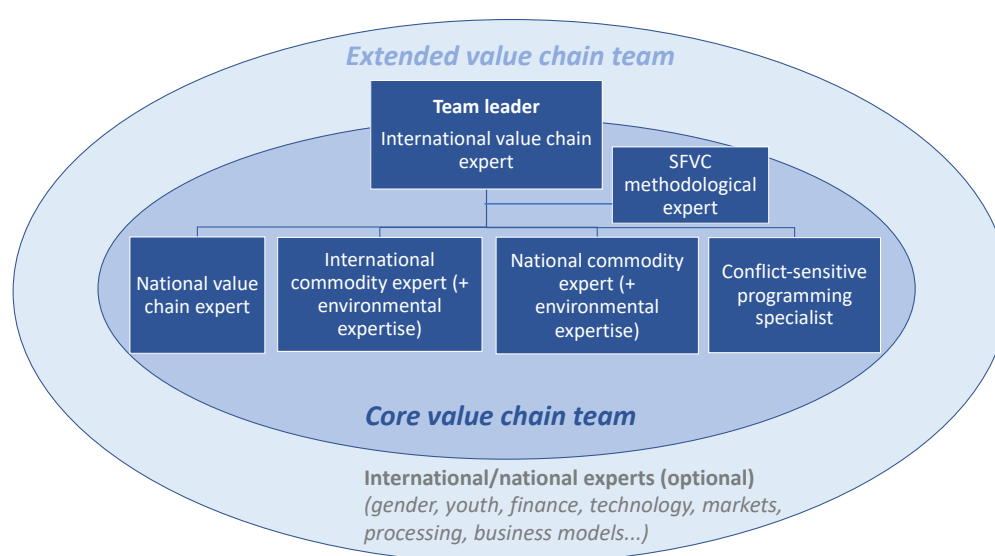 Extended value chain team
Team leader
International value chain
expert
SFVC
methodological
expert
National value
chain expert
International
commodity expert (+
environmental
expertise)
National commodity
expert (+
environmental
expertise)
Conflict-sensitive
programming
specialist
Core value chain team
International/national experts (optional)
(gender, youth, finance, technology, markets,
processing, business models...)